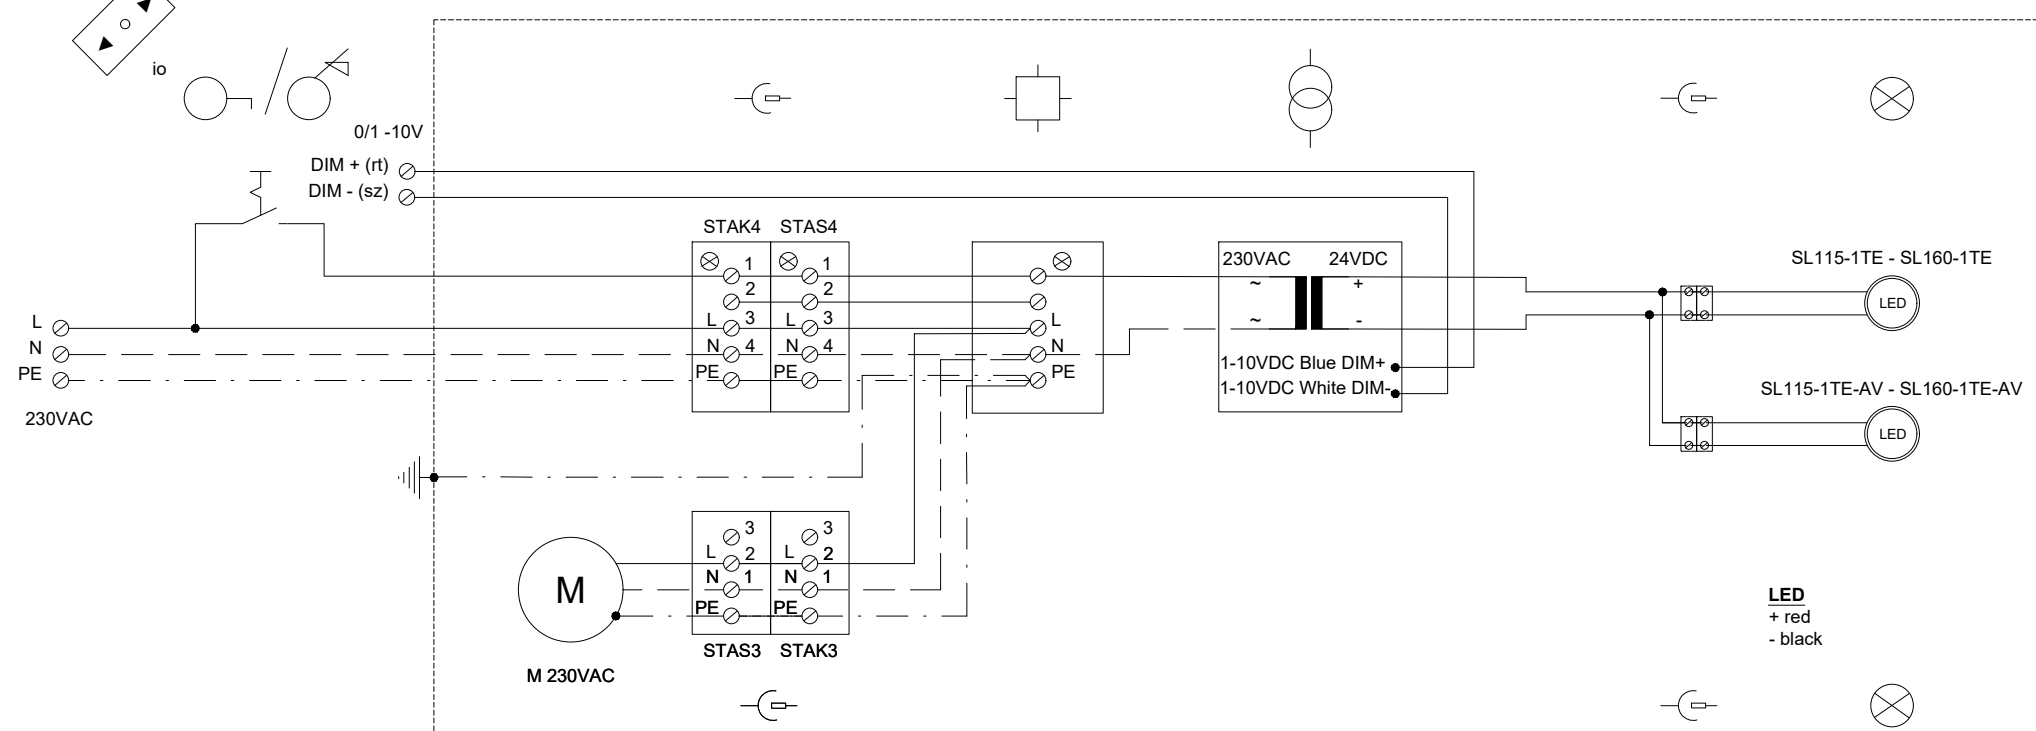 io
0/1 -10V
DIM + (rt)
DIM - (sz)
STAK4 STAS4
1 1
2 2
L 3 L 3 L
N 4 N 4 N
PE PE PE
L
N
PE
230VAC
230VAC 24VDC
~ +
~ -
1-10VDC Blue DIM+
1-10VDC White DIM-
SL115-1TE - SL160-1TE
LED
SL115-1TE-AV - SL160-1TE-AV
LED
3 3
L 2 L 2
N 1 N 1
PE PE
STAS3 STAK3
M
M 230VAC
LED
+ red
- black